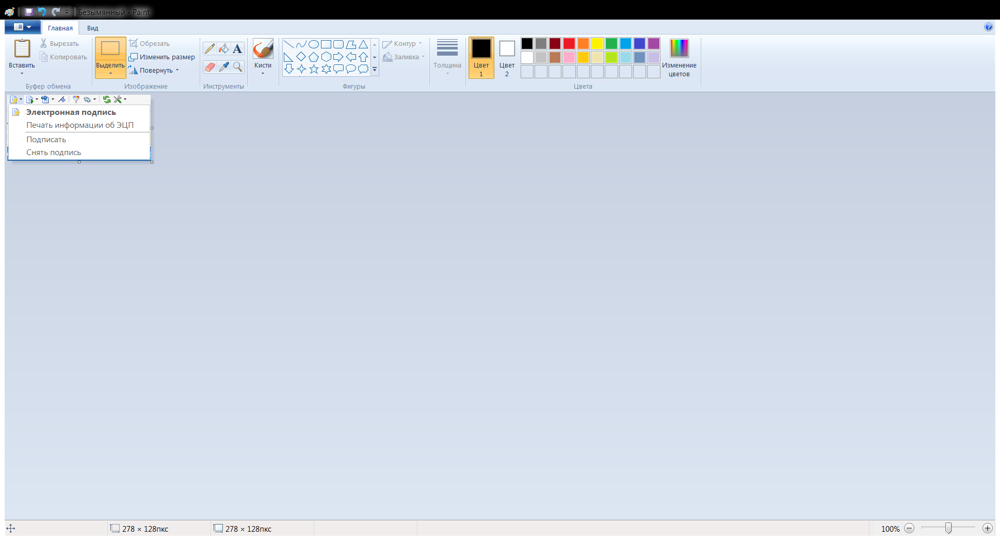 Безымянный - Paint
Главная
Вид
Вставить
Вырезать
Копировать
Буфер обмена
Выделить
Обрезать
Изменить размер
Повернуть
Изображение
A
Инструменты
Кисти
Контур
Заливка
Фигуры
Толщина
Цвет
1
Цвет
2
Изменение
цветов
Цвета
Электронная подпись
Печать информации об ЭЦП
Подписать
Снять подпись
278 × 128пкс
278 × 128пкс
100%